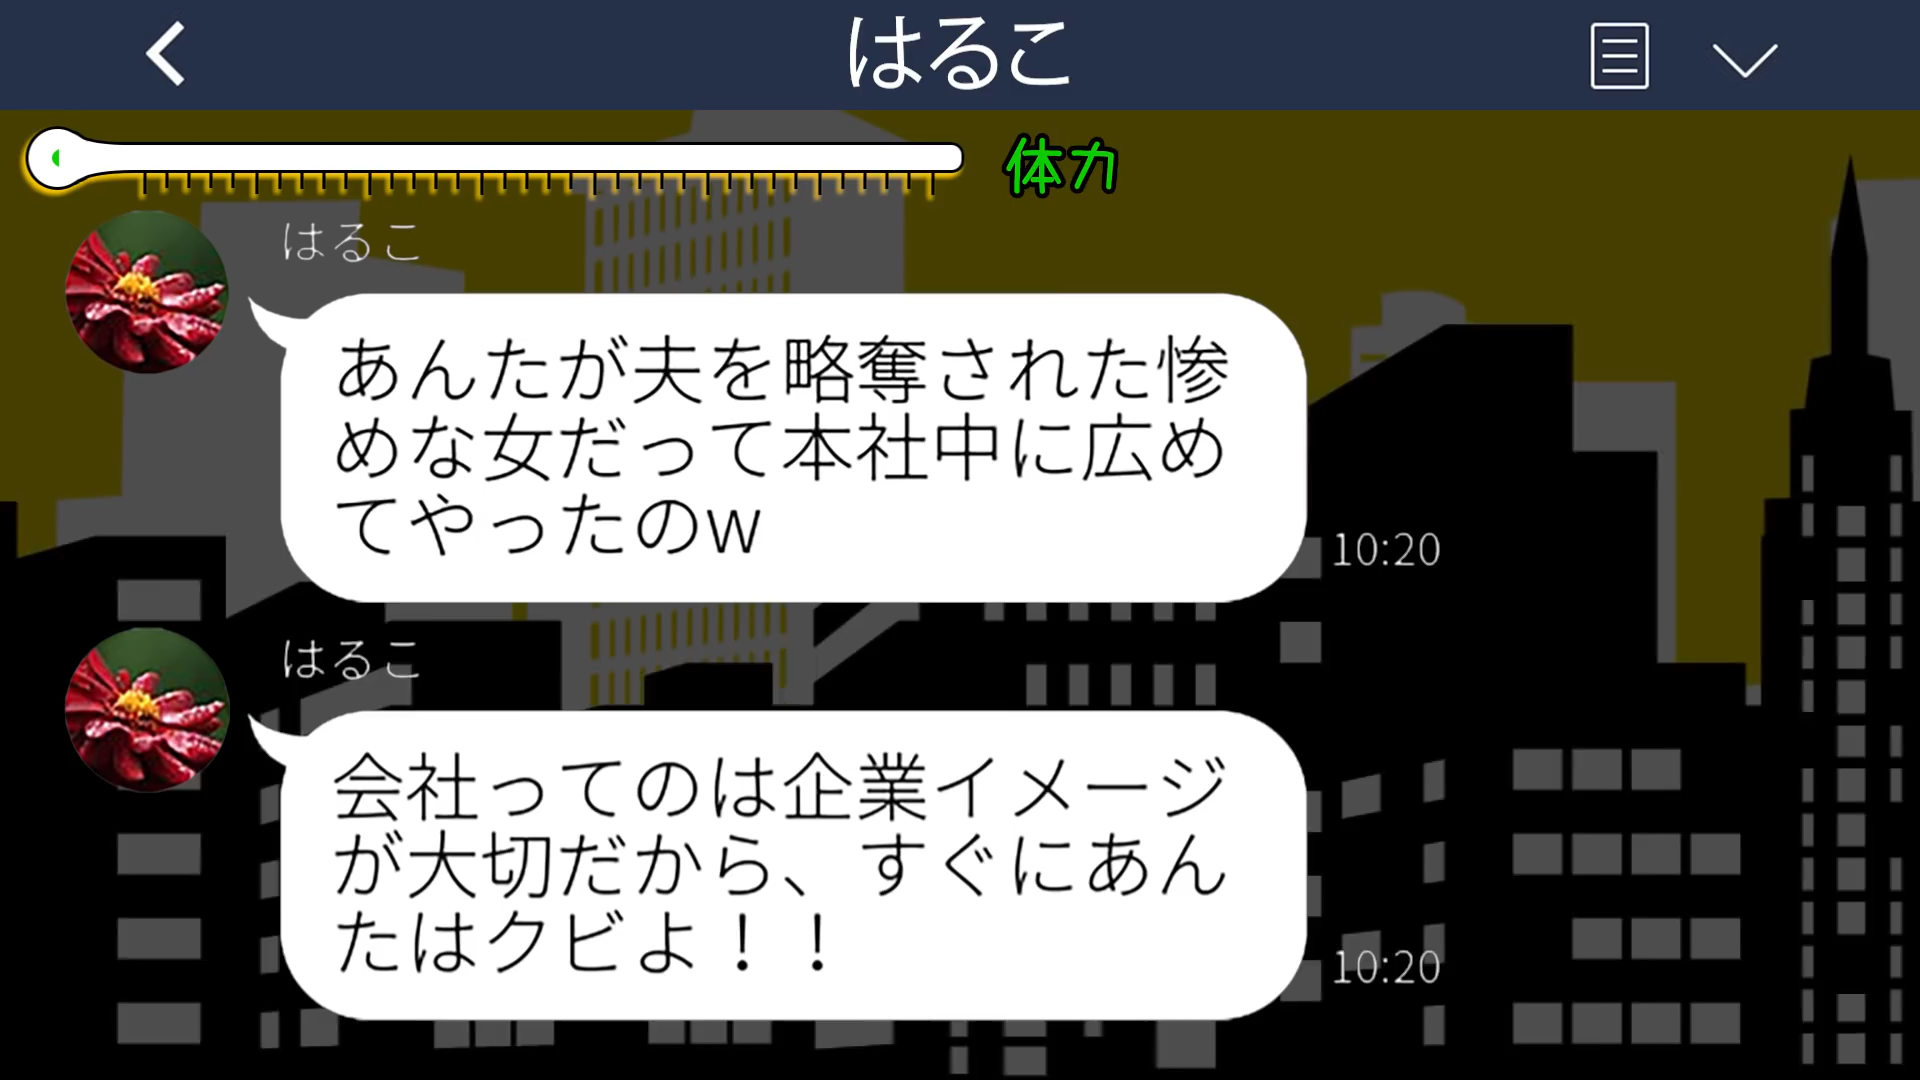 はるこ
体力
はるこ
あんたが夫を略奪された惨
めな女だって本社中に広め
てやったのw
10:20
はるこ
会社ってのは企業イメージ
が大切だから、すぐにあん
たはクビよ！！
10:20